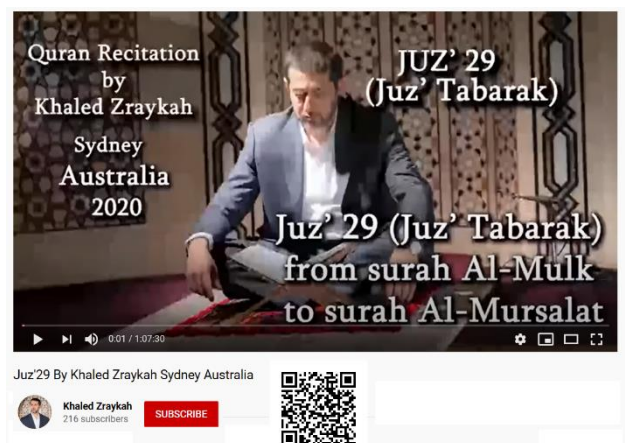 Quran Recitation
by
Khaled Zraykah
Sydney
Australia
2020
JUZ' 29
(Juz' Tabarak)
Juz' 29 (Juz' Tabarak)
from surah Al-Mulk
to surah Al-Mursalat
0:01 / 1:07:30
Juz'29 By Khaled Zraykah Sydney Australia
Khaled Zraykah
216 subscribers
SUBSCRIBE